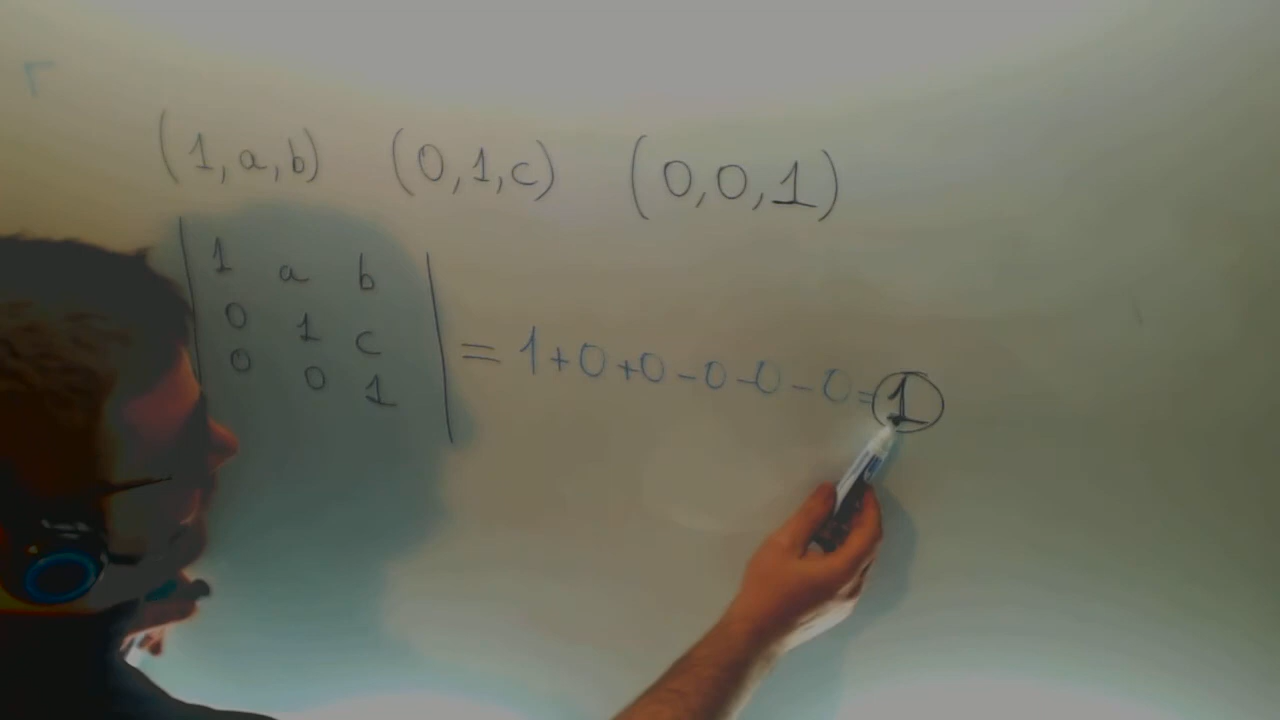 (1,a,b) (0,1,c) (0,0,1)
| 1 a b |
| 0 1 c | = 1+0+0-0-0-0=1
| 0 0 1 |